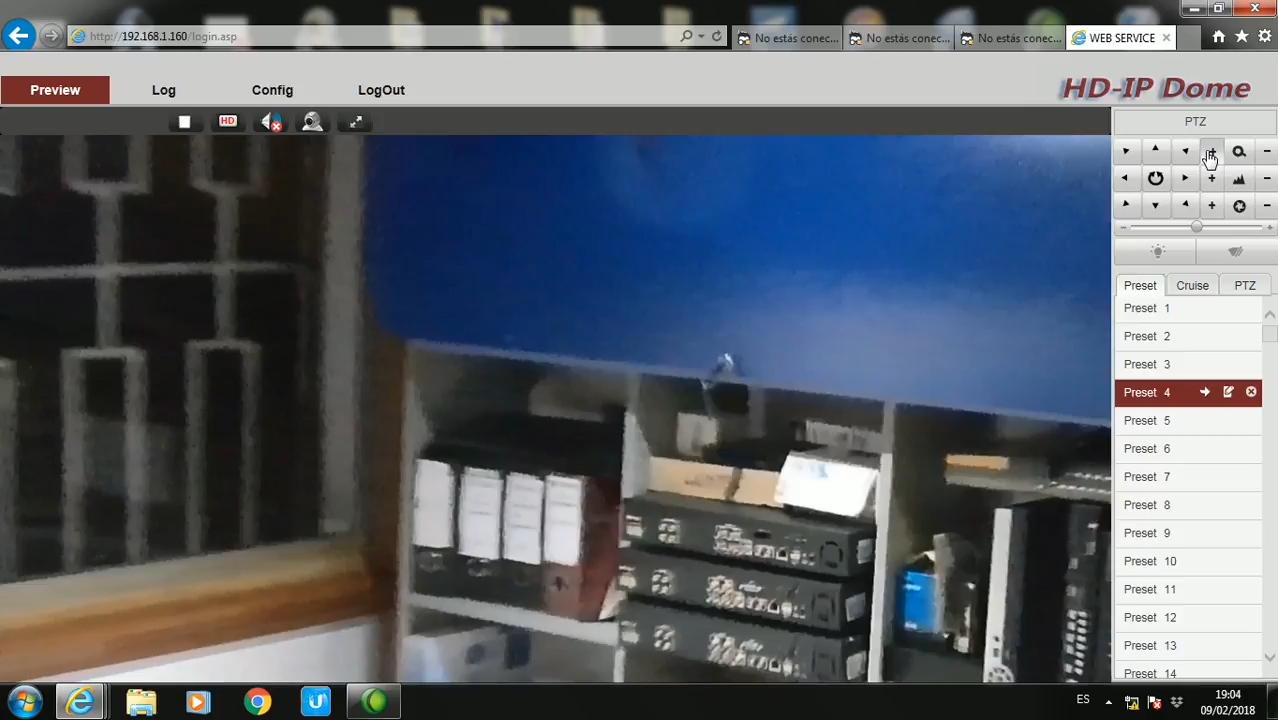 http://192.168.1.160/login.asp
No estás conec...
No estás conec...
No estás conec...
WEB SERVICE
Preview
Log
Config
LogOut
HD-IP Dome
HD
PTZ
Preset
Cruise
PTZ
Preset 1
Preset 2
Preset 3
Preset 4
Preset 5
Preset 6
Preset 7
Preset 8
Preset 9
Preset 10
Preset 11
Preset 12
Preset 13
Preset 14
ES
19:04
09/02/2018